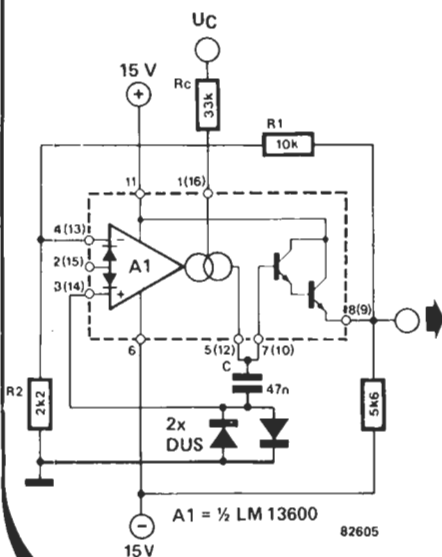 UC
15 V
+
Rc
33k
R1
10k
11
1(16)
4(13)
−
2(15)
A1
3(14)
+
8(9)
6
5(12)
7(10)
C
47n
R2
2k2
2x
DUS
5k6
−
15 V
A1 = ½ LM 13600
82605